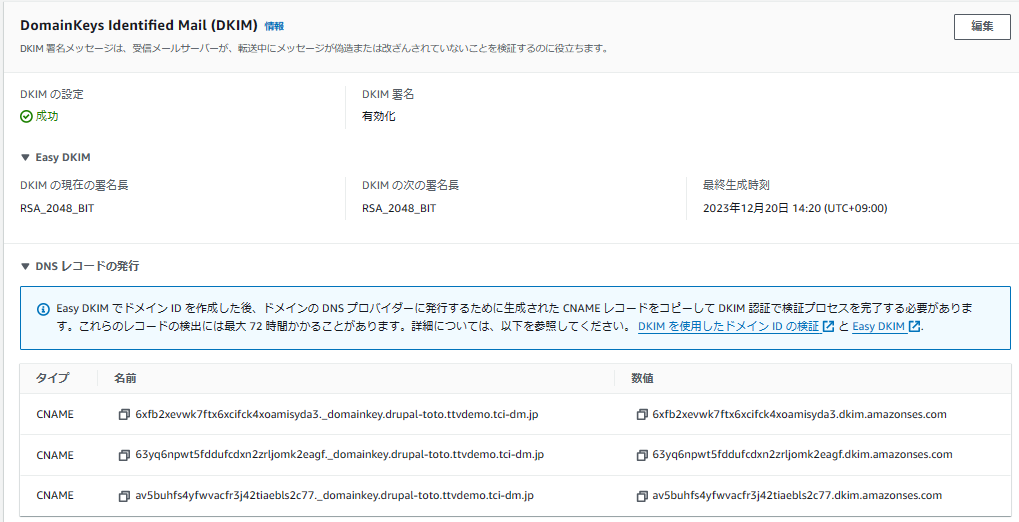 DomainKeys Identified Mail (DKIM) 情報
編集
DKIM 署名メッセージは、受信メールサーバーが、転送中にメッセージが偽造または改ざんされていないことを検証するのに役立ちます。
DKIM の設定
DKIM 署名
成功
有効化
Easy DKIM
DKIM の現在の署名長
DKIM の次の署名長
最終生成時刻
RSA_2048_BIT
RSA_2048_BIT
2023年12月20日 14:20 (UTC+09:00)
DNS レコードの発行
Easy DKIM でドメイン ID を作成した後、ドメインの DNS プロバイダーに発行するために生成された CNAME レコードをコピーして DKIM 認証で検証プロセスを完了する必要がありま
す。これらのレコードの検出には最大 72 時間かかることがあります。詳細については、以下を参照してください。 DKIM を使用したドメイン ID の検証 と Easy DKIM.
タイプ 名前 数値
CNAME 6xfb2xevwk7ftx6xcifck4xoamisyda3._domainkey.drupal-toto.ttvdemo.tci-dm.jp 6xfb2xevwk7ftx6xcifck4xoamisyda3.dkim.amazonses.com
CNAME 63yq6npwt5fddufcdxn2zrljomk2eagf._domainkey.drupal-toto.ttvdemo.tci-dm.jp 63yq6npwt5fddufcdxn2zrljomk2eagf.dkim.amazonses.com
CNAME av5buhfs4yfwvacfr3j42tiaebls2c77._domainkey.drupal-toto.ttvdemo.tci-dm.jp av5buhfs4yfwvacfr3j42tiaebls2c77.dkim.amazonses.com